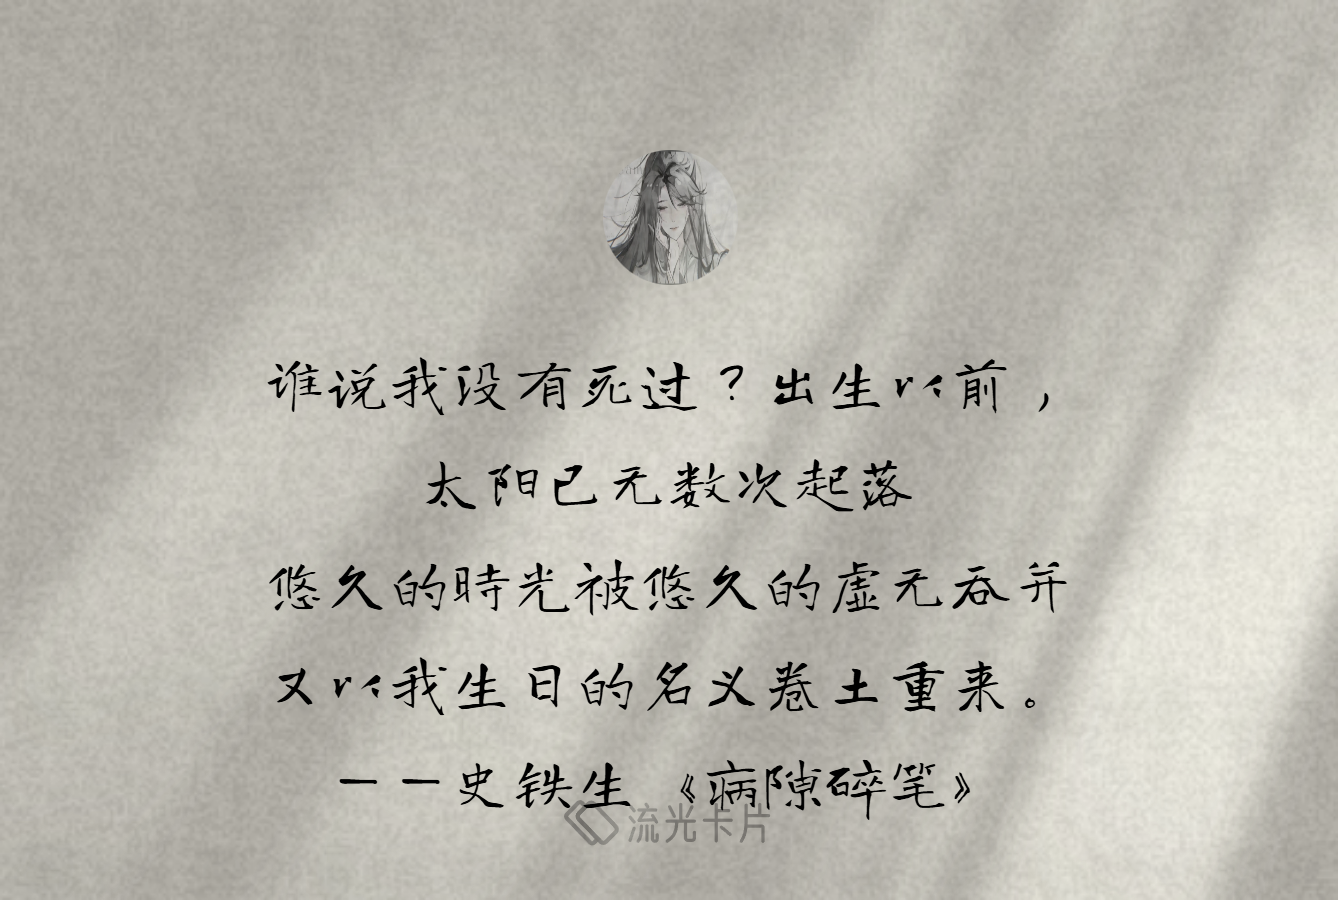 谁说我没有死过？出生以前，
太阳已无数次起落
悠久的時光被悠久的虚无吞并
又以我生日的名义卷土重来。
——史铁生 《病隙碎笔》
流光卡片